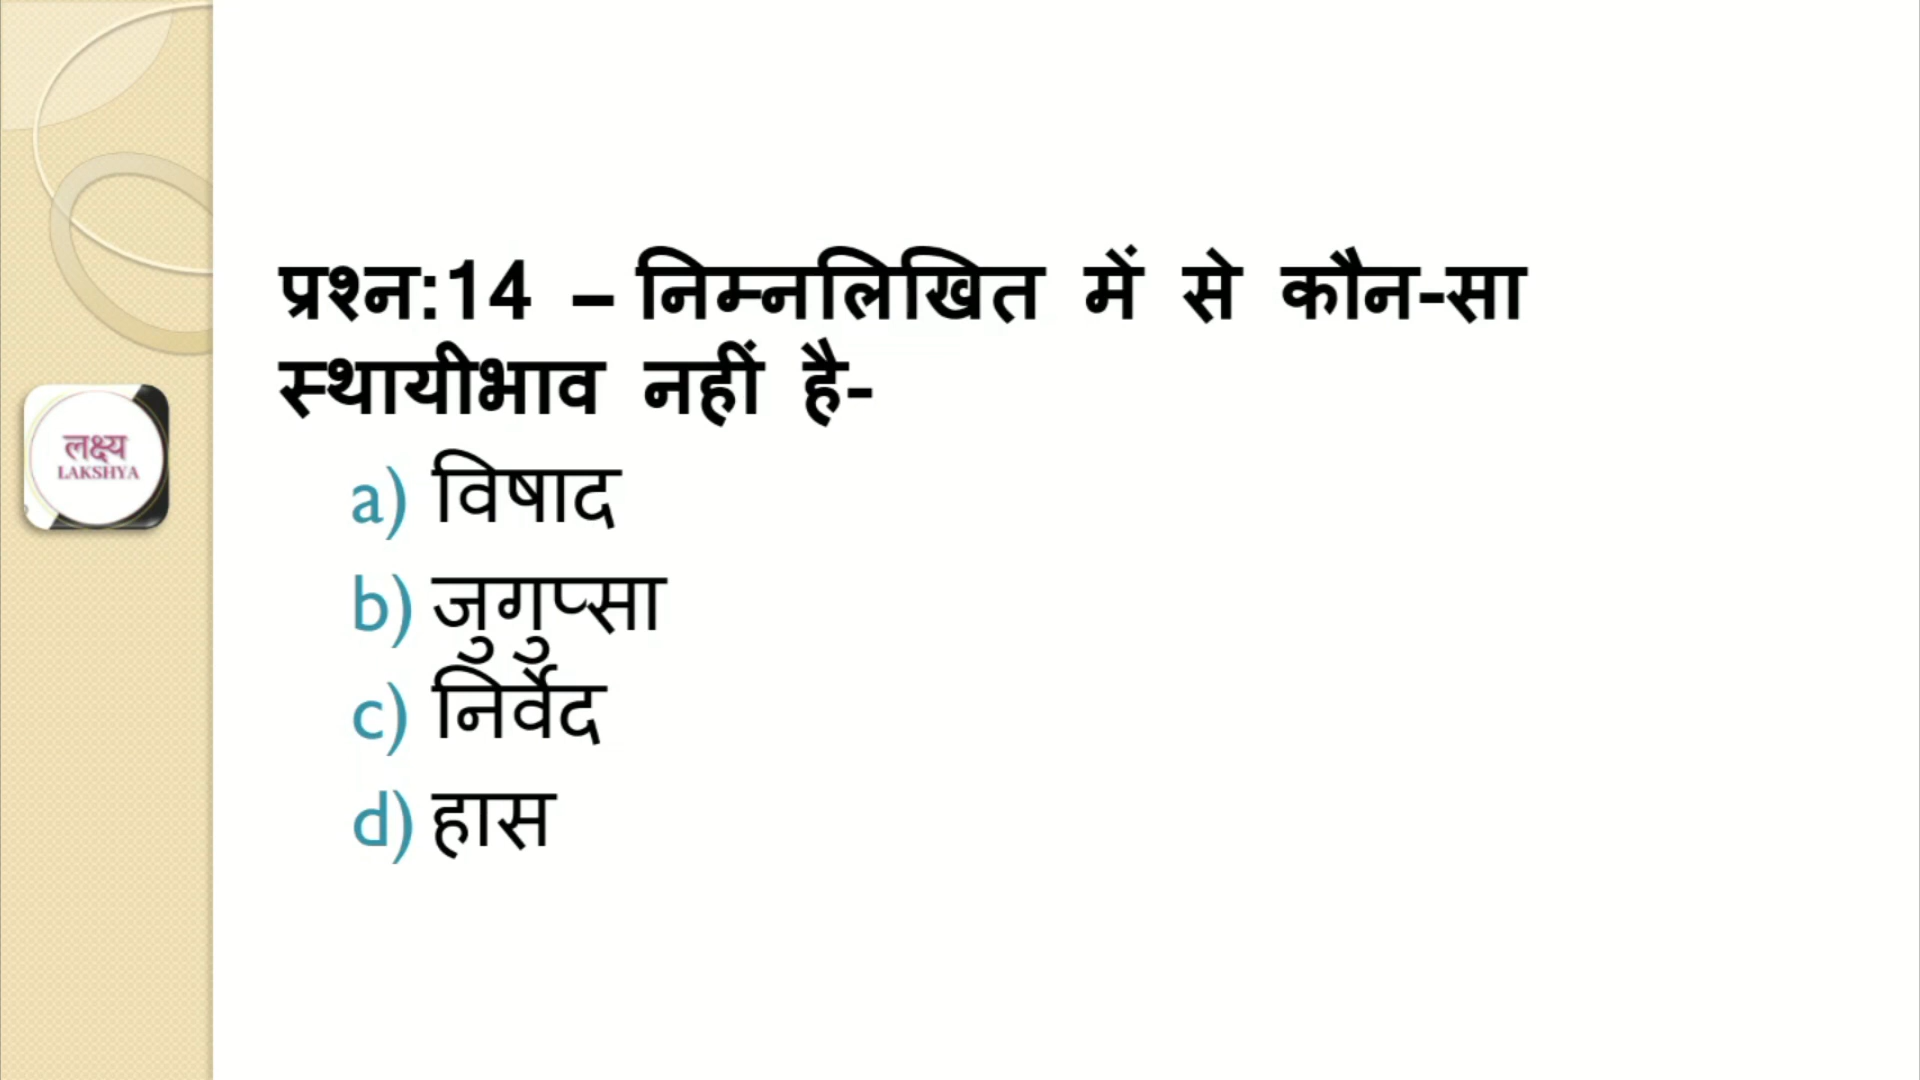 लक्ष्य
LAKSHYA
प्रश्न:14 – निम्नलिखित में से कौन-सा
स्थायीभाव नहीं है-
a) विषाद
b) जुगुप्सा
c) निर्वेद
d) हास